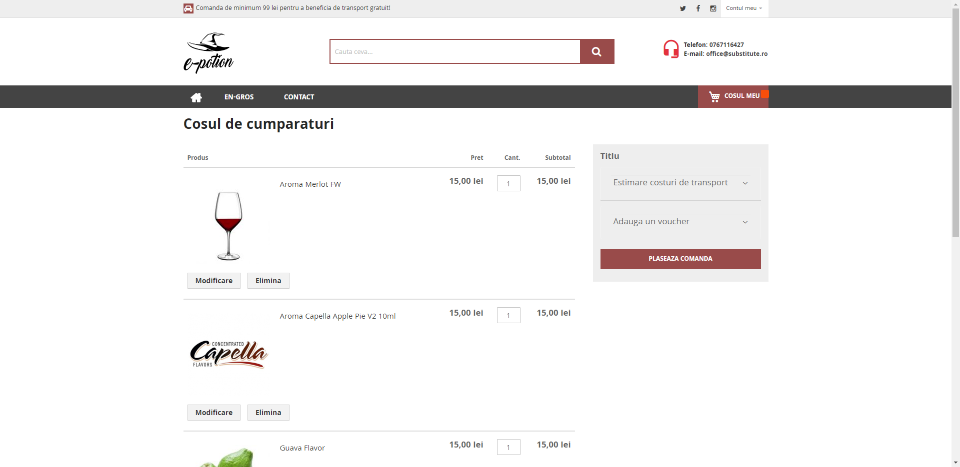 Comanda de minimum 99 lei pentru a beneficia de transport gratuit!
Contul meu
e-potion
Cauta ceva...
Telefon: 0767116427
E-mail: office@substitute.ro
EN-GROS
CONTACT
COSUL MEU
Cosul de cumparaturi
Produs Pret Cant. Subtotal
Aroma Merlot FW 15,00 lei 1 15,00 lei
Modificare Elimina
Aroma Capella Apple Pie V2 10ml 15,00 lei 1 15,00 lei
CONCENTRATED
Capella
FLAVORS
Modificare Elimina
Guava Flavor 15,00 lei 1 15,00 lei
Titlu
Estimare costuri de transport
Adauga un voucher
PLASEAZA COMANDA